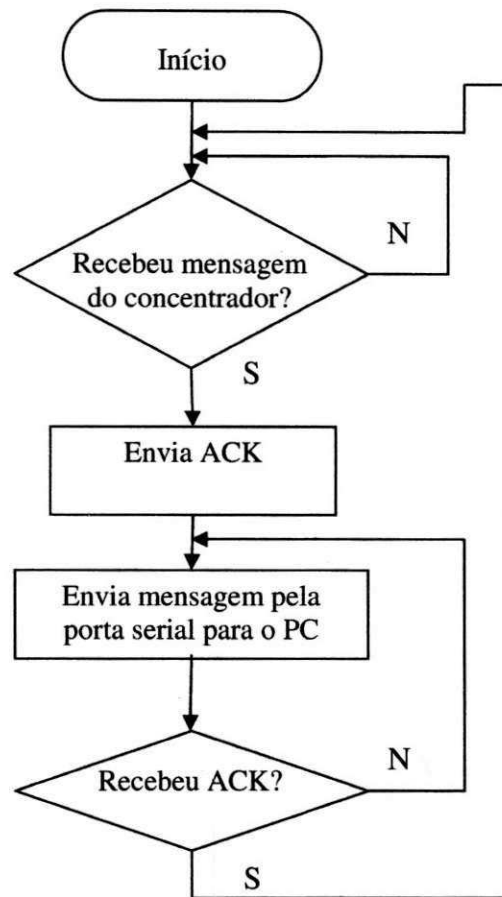 Início
N
Recebeu mensagem
do concentrador?
S
Envia ACK
Envia mensagem pela
porta serial para o PC
N
Recebeu ACK?
S